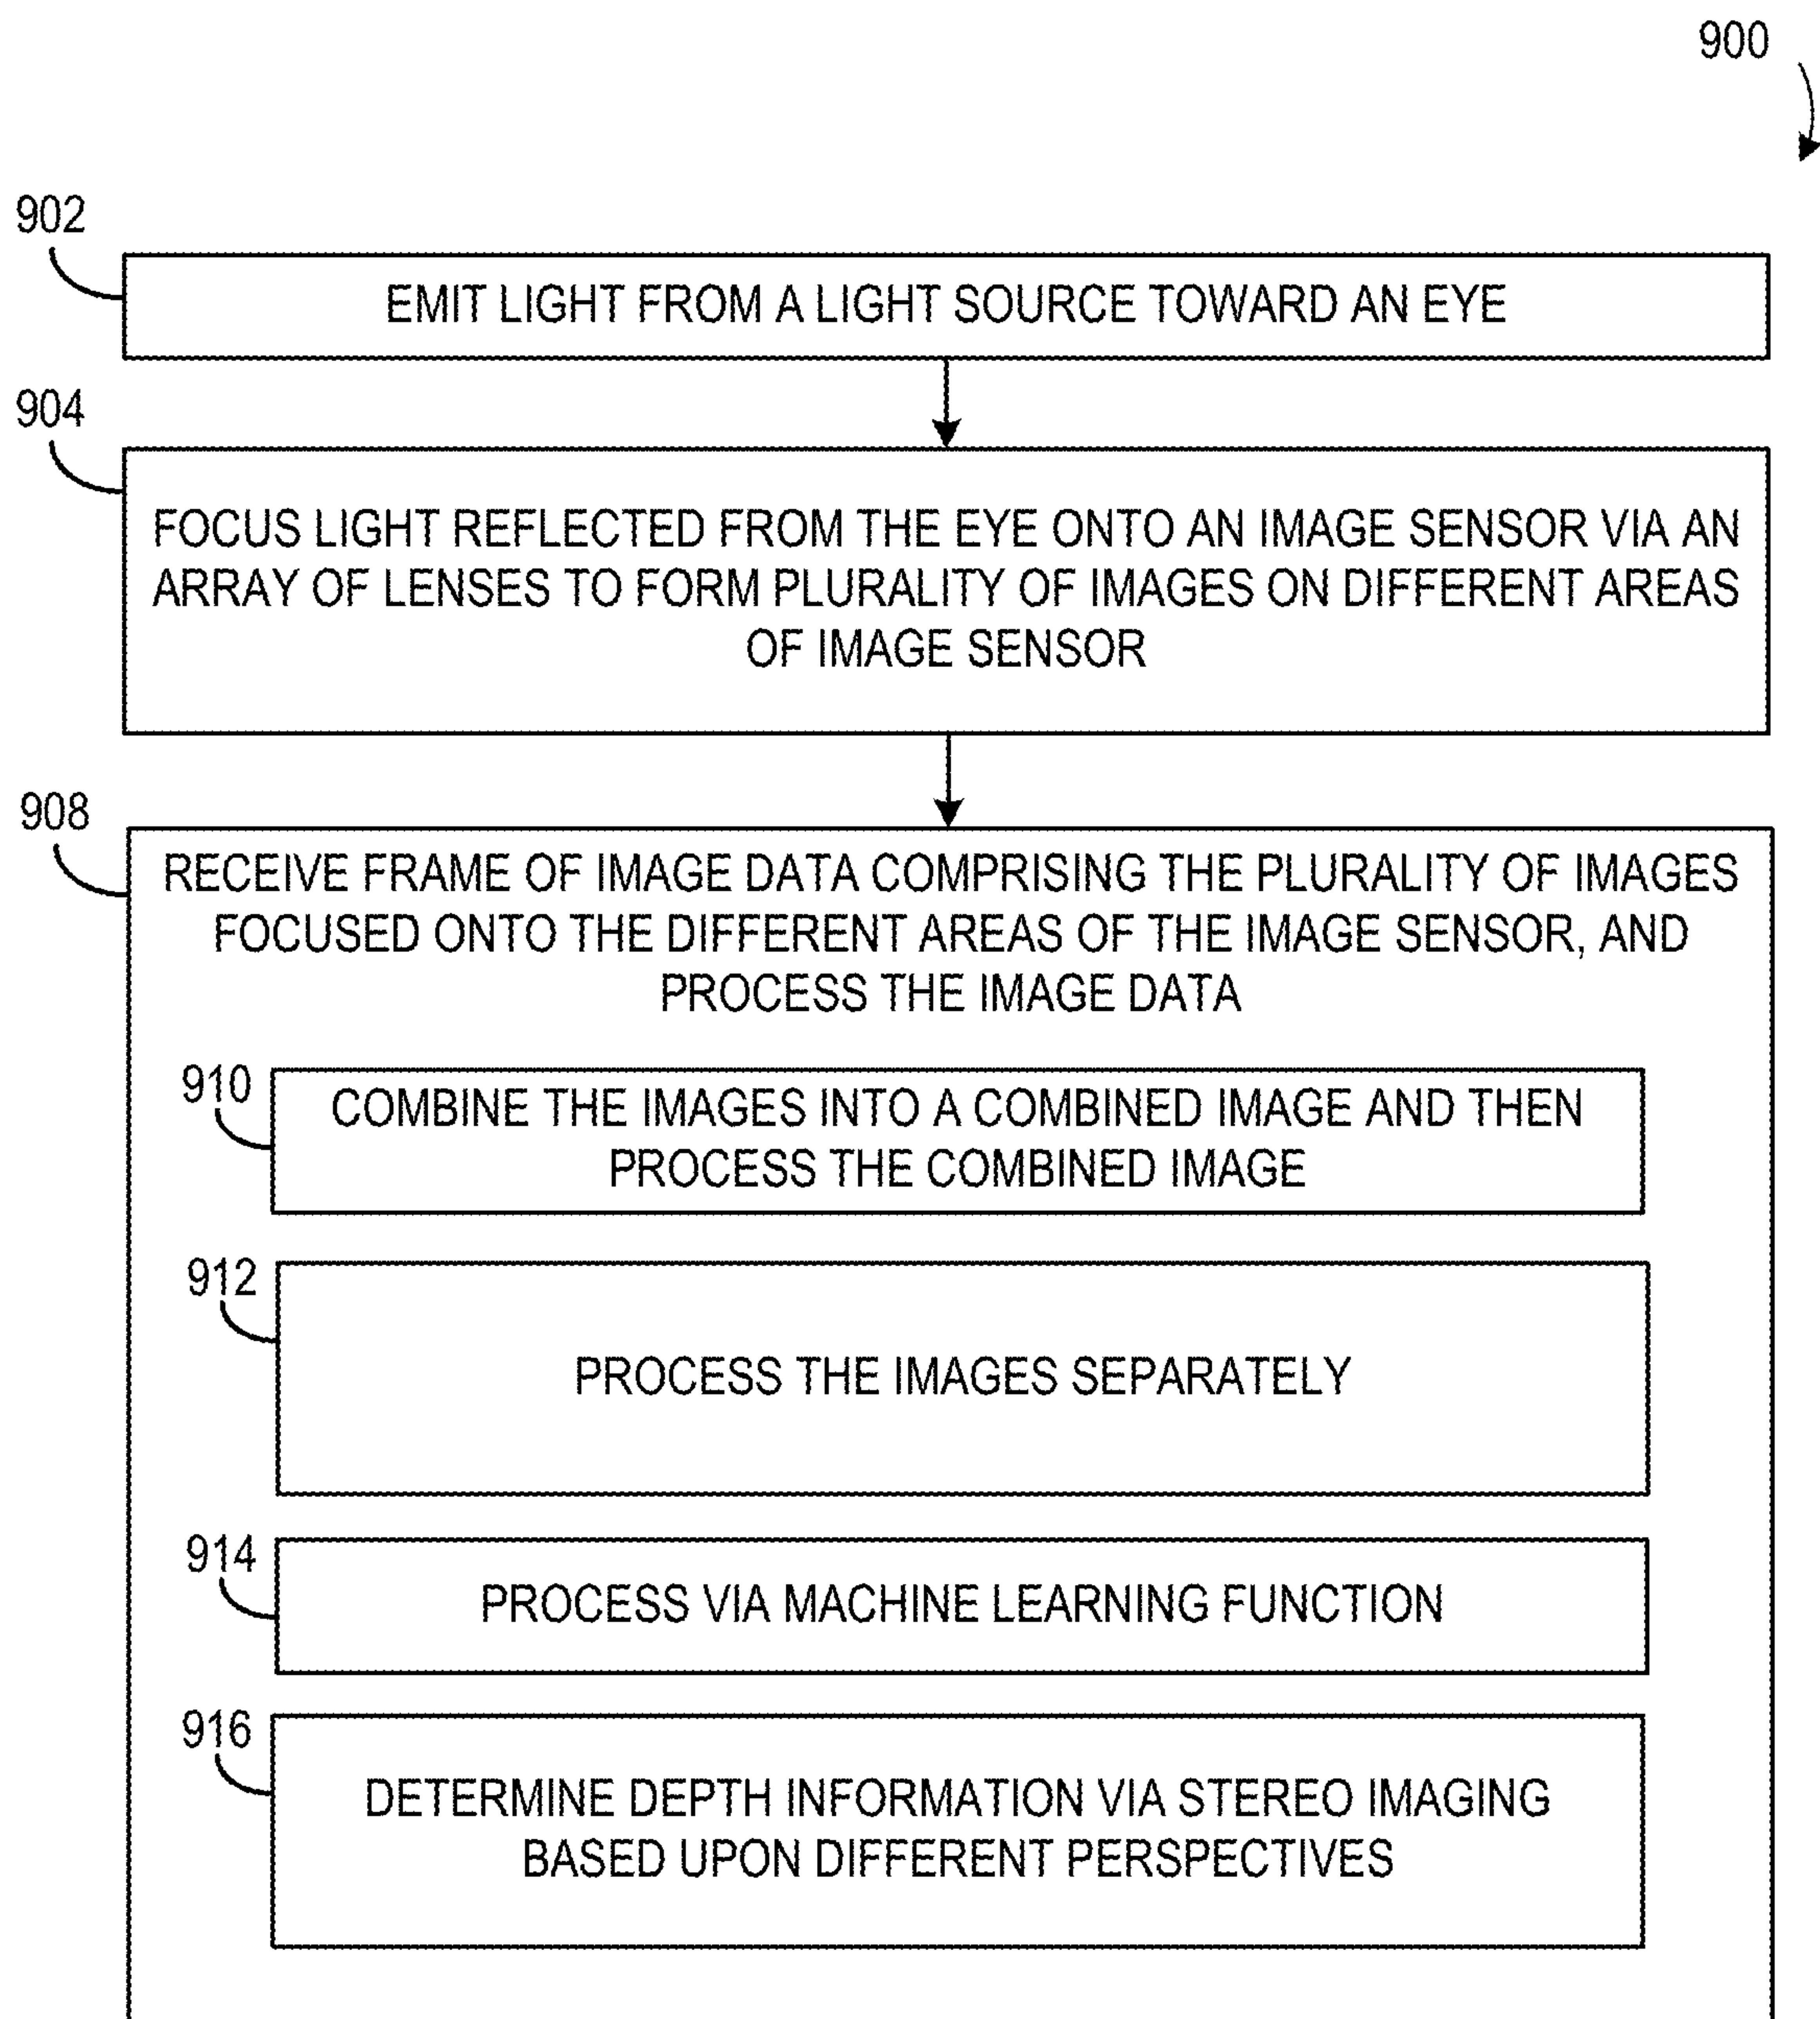 900
902
EMIT LIGHT FROM A LIGHT SOURCE TOWARD AN EYE
904
FOCUS LIGHT REFLECTED FROM THE EYE ONTO AN IMAGE SENSOR VIA AN
ARRAY OF LENSES TO FORM PLURALITY OF IMAGES ON DIFFERENT AREAS
OF IMAGE SENSOR
908
RECEIVE FRAME OF IMAGE DATA COMPRISING THE PLURALITY OF IMAGES
FOCUSED ONTO THE DIFFERENT AREAS OF THE IMAGE SENSOR, AND
PROCESS THE IMAGE DATA
910
COMBINE THE IMAGES INTO A COMBINED IMAGE AND THEN
PROCESS THE COMBINED IMAGE
912
PROCESS THE IMAGES SEPARATELY
914
PROCESS VIA MACHINE LEARNING FUNCTION
916
DETERMINE DEPTH INFORMATION VIA STEREO IMAGING
BASED UPON DIFFERENT PERSPECTIVES